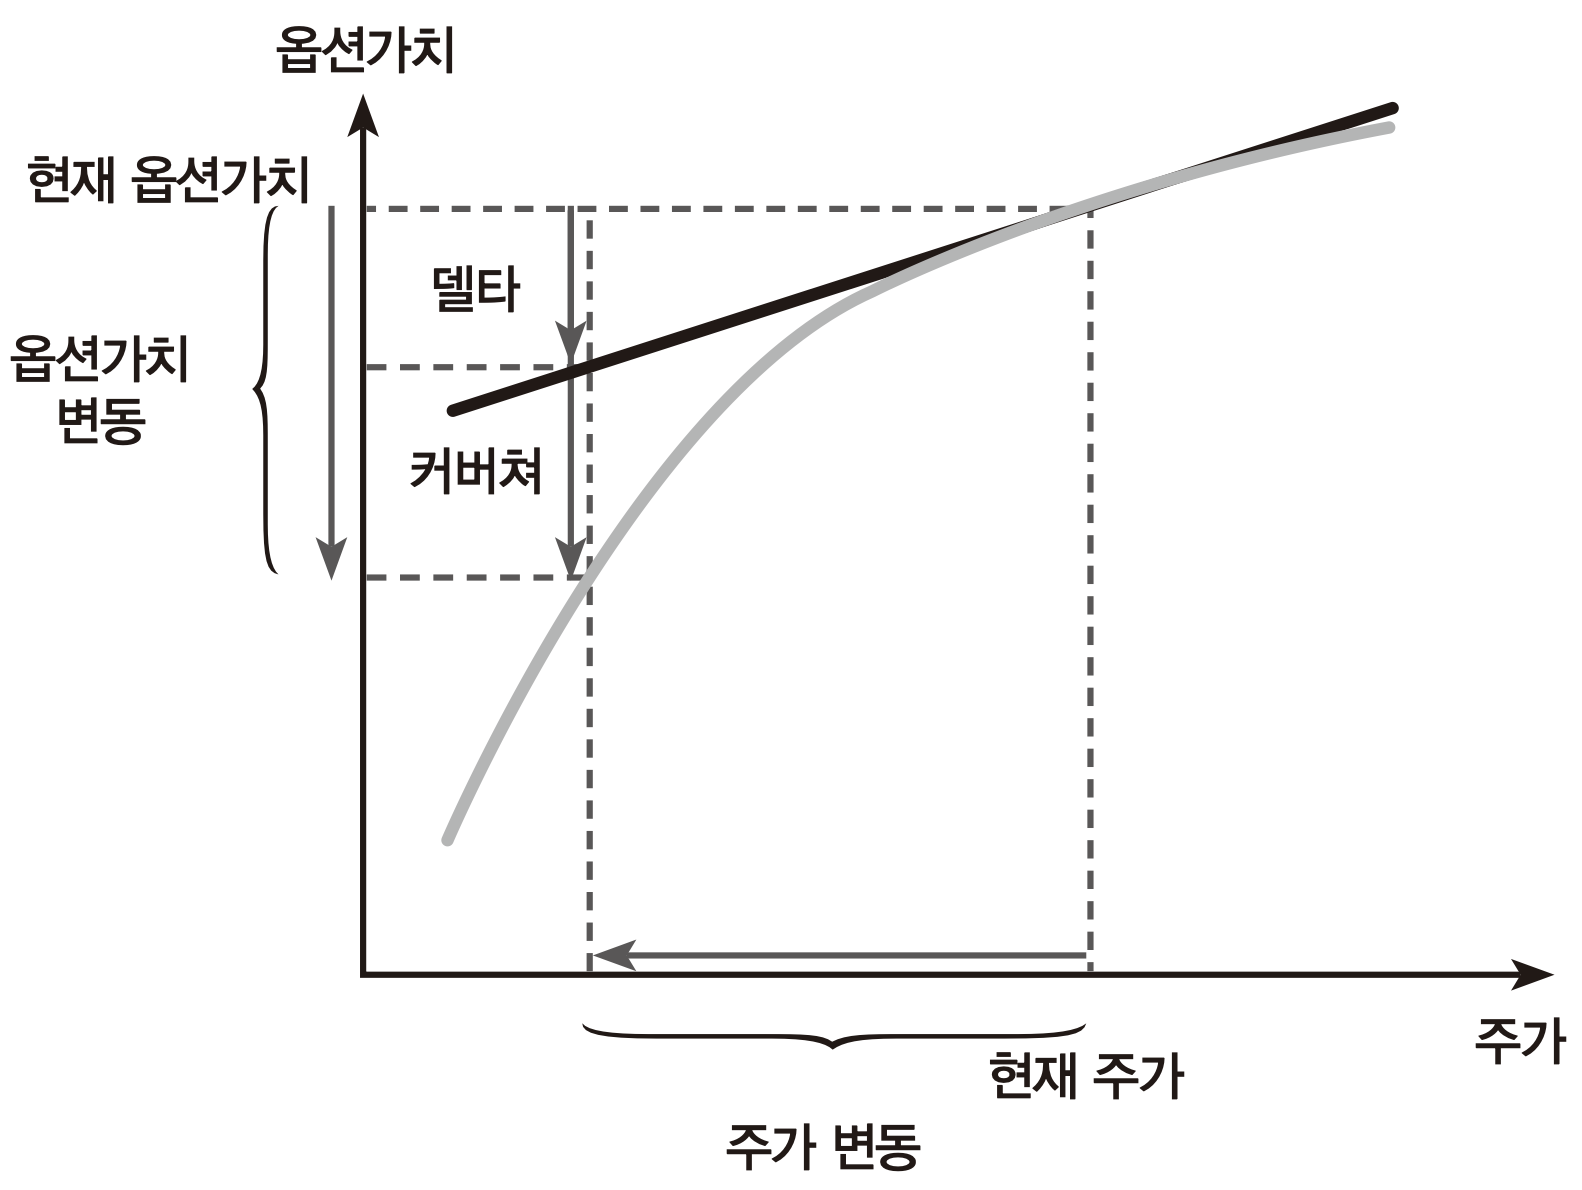 옵션가치
현재 옵션가치
델타
옵션가치
변동
커버쳐
주가
현재 주가
주가 변동